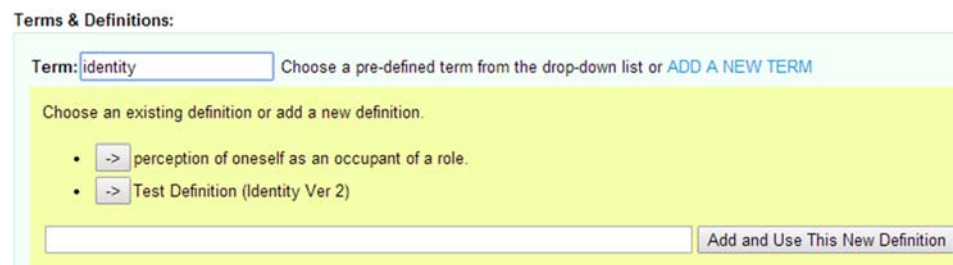 Terms & Definitions:
Term: identity Choose a pre-defined term from the drop-down list or ADD A NEW TERM
Choose an existing definition or add a new definition.
• -> perception of oneself as an occupant of a role.
• -> Test Definition (Identity Ver 2)
Add and Use This New Definition